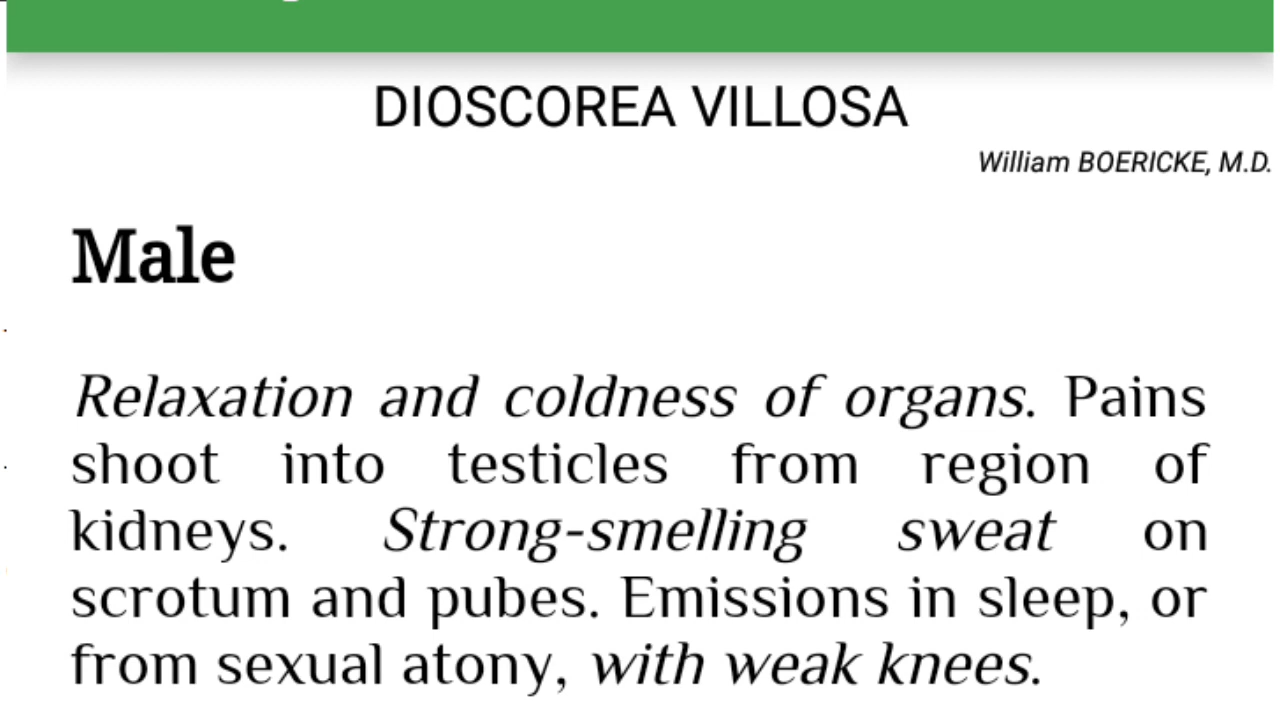 DIOSCOREA VILLOSA
William BOERICKE, M.D.
Male
Relaxation and coldness of organs. Pains
shoot into testicles from region of
kidneys. Strong-smelling sweat on
scrotum and pubes. Emissions in sleep, or
from sexual atony, with weak knees.